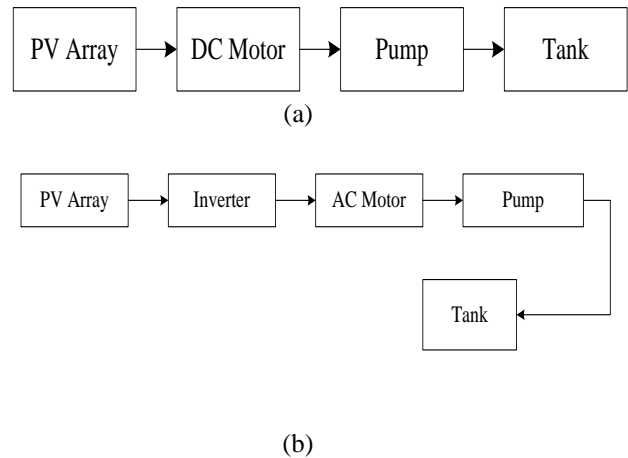 PV Array DC Motor Pump Tank
(a)
PV Array Inverter AC Motor Pump
Tank
(b)